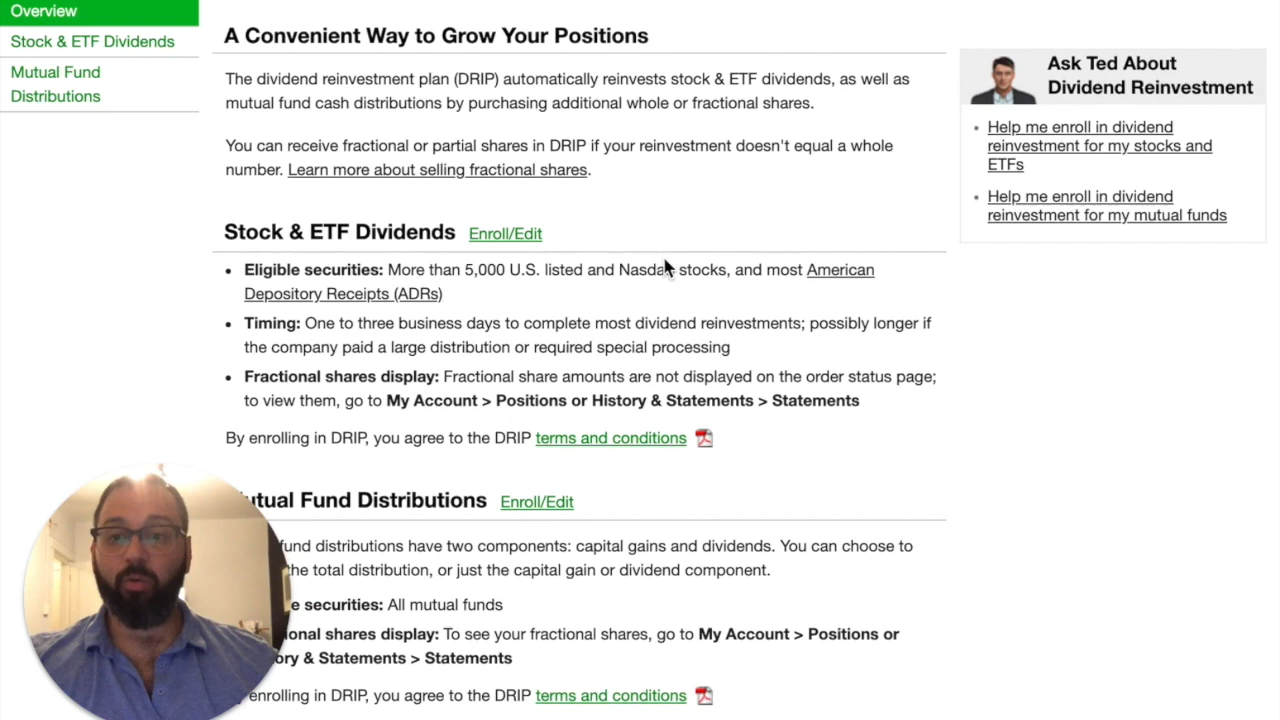 Overview
Stock & ETF Dividends
Mutual Fund
Distributions
A Convenient Way to Grow Your Positions
The dividend reinvestment plan (DRIP) automatically reinvests stock & ETF dividends, as well as
mutual fund cash distributions by purchasing additional whole or fractional shares.
You can receive fractional or partial shares in DRIP if your reinvestment doesn't equal a whole
number. Learn more about selling fractional shares.
Stock & ETF Dividends Enroll/Edit
• Eligible securities: More than 5,000 U.S. listed and Nasdaq stocks, and most American
Depository Receipts (ADRs)
• Timing: One to three business days to complete most dividend reinvestments; possibly longer if
the company paid a large distribution or required special processing
• Fractional shares display: Fractional share amounts are not displayed on the order status page;
to view them, go to My Account > Positions or History & Statements > Statements
By enrolling in DRIP, you agree to the DRIP terms and conditions
Mutual Fund Distributions Enroll/Edit
fund distributions have two components: capital gains and dividends. You can choose to
the total distribution, or just the capital gain or dividend component.
securities: All mutual funds
shares display: To see your fractional shares, go to My Account > Positions or
& Statements > Statements
enrolling in DRIP, you agree to the DRIP terms and conditions
Ask Ted About
Dividend Reinvestment
• Help me enroll in dividend
reinvestment for my stocks and
ETFs
• Help me enroll in dividend
reinvestment for my mutual funds